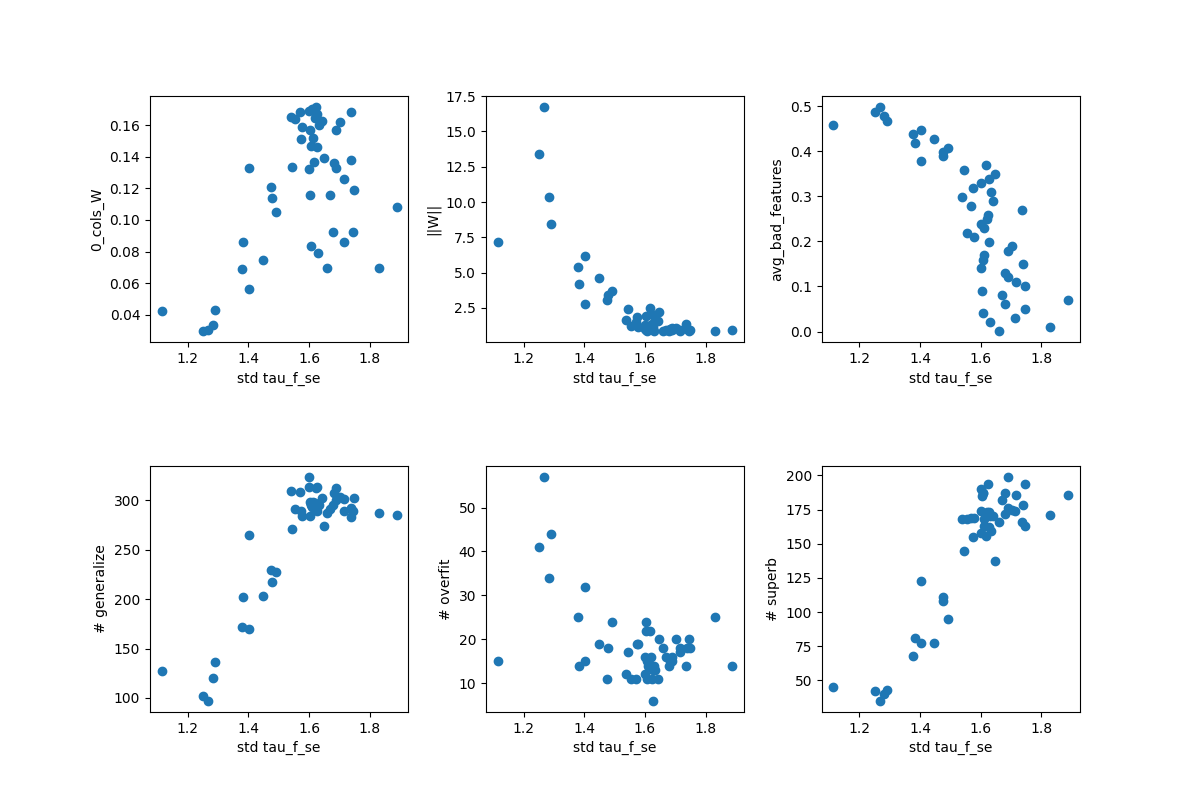 0.16
0.14
0.12
0.10
0.08
0.06
0.04
0_cols_W
1.2 1.4 1.6 1.8
std tau_f_se
17.5
15.0
12.5
10.0
7.5
5.0
2.5
||W||
1.2 1.4 1.6 1.8
std tau_f_se
0.5
0.4
0.3
0.2
0.1
0.0
avg_bad_features
1.2 1.4 1.6 1.8
std tau_f_se
300
250
200
150
100
# generalize
1.2 1.4 1.6 1.8
std tau_f_se
50
40
30
20
10
# overfit
1.2 1.4 1.6 1.8
std tau_f_se
200
175
150
125
100
75
50
# superb
1.2 1.4 1.6 1.8
std tau_f_se